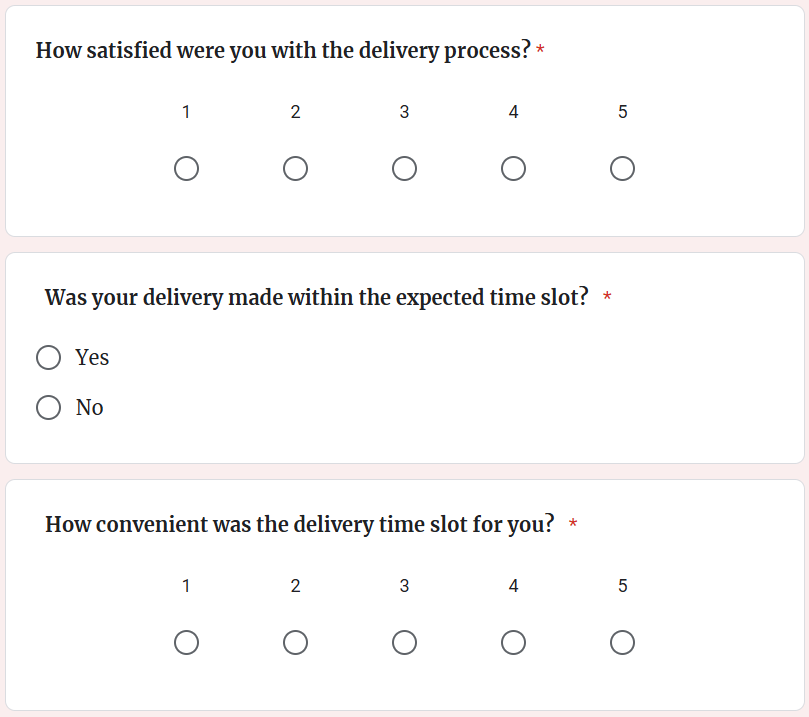 How satisfied were you with the delivery process? *
1 2 3 4 5
Was your delivery made within the expected time slot? *
Yes
No
How convenient was the delivery time slot for you? *
1 2 3 4 5